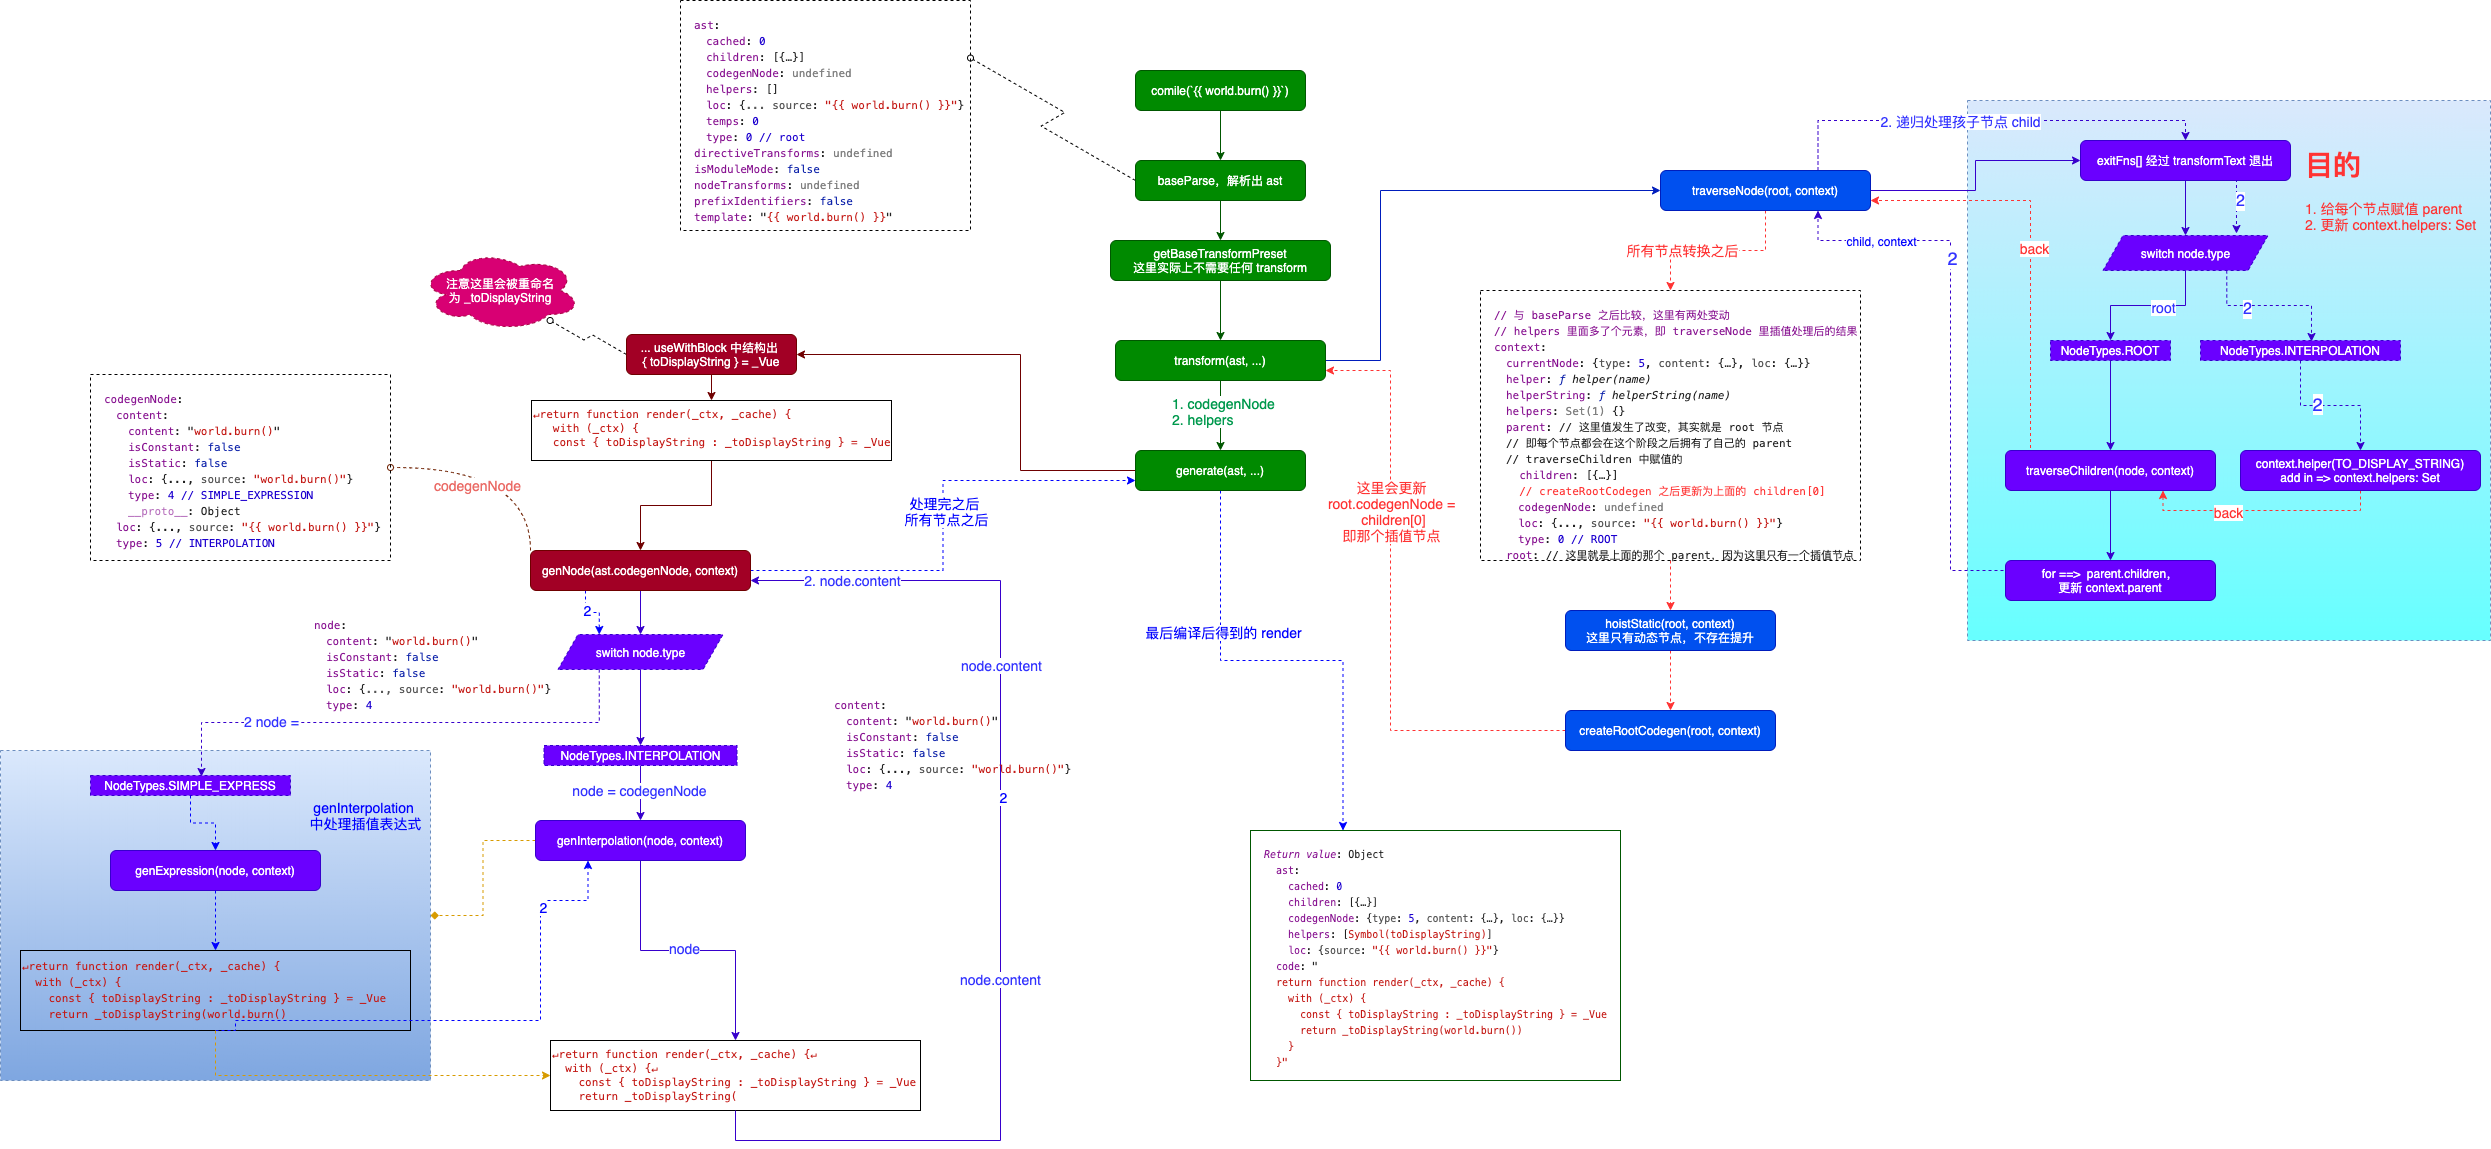 ast:
cached: 0
children: [{…}]
codegenNode: undefined
helpers: []
loc: {... source: "{{ world.burn() }}"}
temps: 0
type: 0 // root
directiveTransforms: undefined
isModuleMode: false
nodeTransforms: undefined
prefixIdentifiers: false
template: "{{ world.burn() }}"
comile(`{{ world.burn() }}`)
baseParse，解析出 ast
getBaseTransformPreset
这里实际上不需要任何 transform
transform(ast, ...)
1. codegenNode
2. helpers
generate(ast, ...)
注意这里会被重命名
为 _toDisplayString
... useWithBlock 中结构出
{ toDisplayString } = _Vue
↵return function render(_ctx, _cache) {
with (_ctx) {
const { toDisplayString : _toDisplayString } = _Vue
codegenNode:
content:
content: "world.burn()"
isConstant: false
isStatic: false
loc: {..., source: "world.burn()"}
type: 4 // SIMPLE_EXPRESSION
__proto__: Object
loc: {..., source: "{{ world.burn() }}"}
type: 5 // INTERPOLATION
codegenNode
处理完之后
所有节点之后
genNode(ast.codegenNode, context)
2. node.content
2
switch node.type
node:
content: "world.burn()"
isConstant: false
isStatic: false
loc: {..., source: "world.burn()"}
type: 4
2 node =
node.content
content:
content: "world.burn()"
isConstant: false
isStatic: false
loc: {..., source: "world.burn()"}
type: 4
2
NodeTypes.INTERPOLATION
node = codegenNode
genInterpolation(node, context)
NodeTypes.SIMPLE_EXPRESS
genInterpolation
中处理插值表达式
genExpression(node, context)
2
node
node.content
↵return function render(_ctx, _cache) {
with (_ctx) {
const { toDisplayString : _toDisplayString } = _Vue
return _toDisplayString(world.burn()
↵return function render(_ctx, _cache) {↵
with (_ctx) {↵
const { toDisplayString : _toDisplayString } = _Vue
return _toDisplayString(
最后编译后得到的 render
Return value: Object
ast:
cached: 0
children: [{…}]
codegenNode: {type: 5, content: {…}, loc: {…}}
helpers: [Symbol(toDisplayString)]
loc: {source: "{{ world.burn() }}"}
code: "
return function render(_ctx, _cache) {
with (_ctx) {
const { toDisplayString : _toDisplayString } = _Vue
return _toDisplayString(world.burn())
}
}"
traverseNode(root, context)
所有节点转换之后
child, context
2
// 与 baseParse 之后比较，这里有两处变动
// helpers 里面多了个元素，即 traverseNode 里插值处理后的结果
context:
currentNode: {type: 5, content: {…}, loc: {…}}
helper: ƒ helper(name)
helperString: ƒ helperString(name)
helpers: Set(1) {}
parent: // 这里值发生了改变，其实就是 root 节点
// 即每个节点都会在这个阶段之后拥有了自己的 parent
// traverseChildren 中赋值的
children: [{…}]
// createRootCodegen 之后更新为上面的 children[0]
codegenNode: undefined
loc: {..., source: "{{ world.burn() }}"}
type: 0 // ROOT
root: // 这里就是上面的那个 parent，因为这里只有一个插值节点
这里会更新
root.codegenNode =
children[0]
即那个插值节点
hoistStatic(root, context)
这里只有动态节点，不存在提升
createRootCodegen(root, context)
2. 递归处理孩子节点 child
exitFns[] 经过 transformText 退出
目的
1. 给每个节点赋值 parent
2. 更新 context.helpers: Set
2
back
switch node.type
root
2
NodeTypes.ROOT
NodeTypes.INTERPOLATION
2
traverseChildren(node, context)
context.helper(TO_DISPLAY_STRING)
add in => context.helpers: Set
back
for ==> parent.children,
更新 context.parent